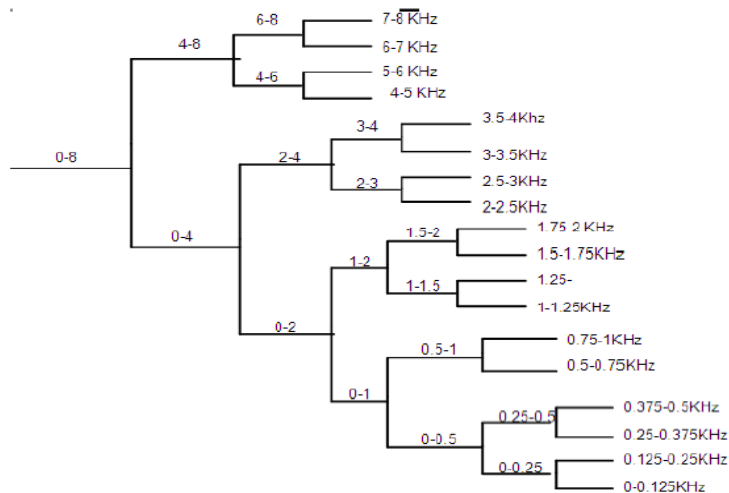 6-8
7-8 KHz
4-8
6-7 KHz
5-6 KHz
4-6
4-5 KHz
3.5-4Khz
3-4
0-8
2-4
3-3.5KHz
2.5-3KHz
2-3
2-2.5KHz
1.75-2 KHz
1.5-2
0-4
1.5-1.75KHz
1-2
1.25-
1-1.5
1-1.25KHz
0-2
0.75-1KHz
0.5-1
0.5-0.75KHz
0-1
0.375-0.5KHz
0.25-0.5
0.25-0.375KHz
0-0.5
0.125-0.25KHz
0-0.25
0-0.125KHz